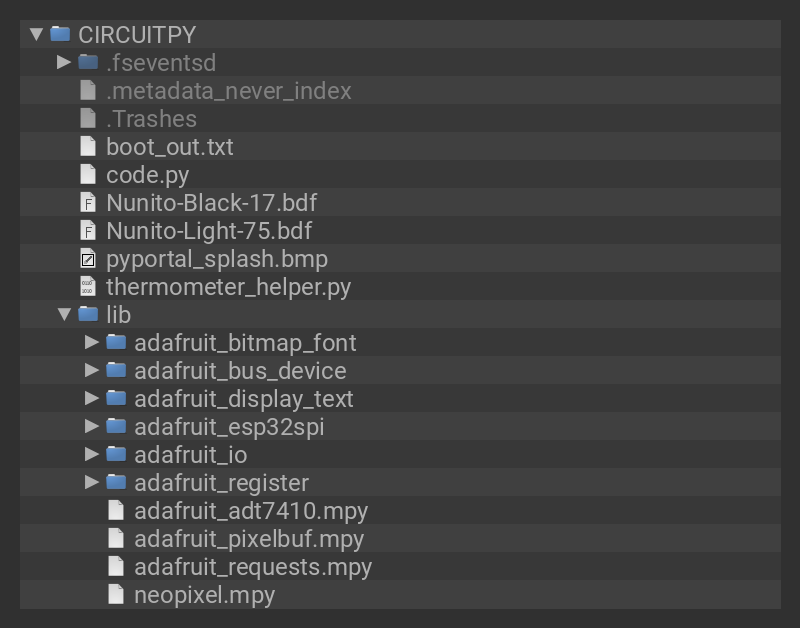 CIRCUITPY
.fseventsd
.metadata_never_index
.Trashes
boot_out.txt
code.py
Nunito-Black-17.bdf
Nunito-Light-75.bdf
pyportal_splash.bmp
thermometer_helper.py
lib
adafruit_bitmap_font
adafruit_bus_device
adafruit_display_text
adafruit_esp32spi
adafruit_io
adafruit_register
adafruit_adt7410.mpy
adafruit_pixelbuf.mpy
adafruit_requests.mpy
neopixel.mpy